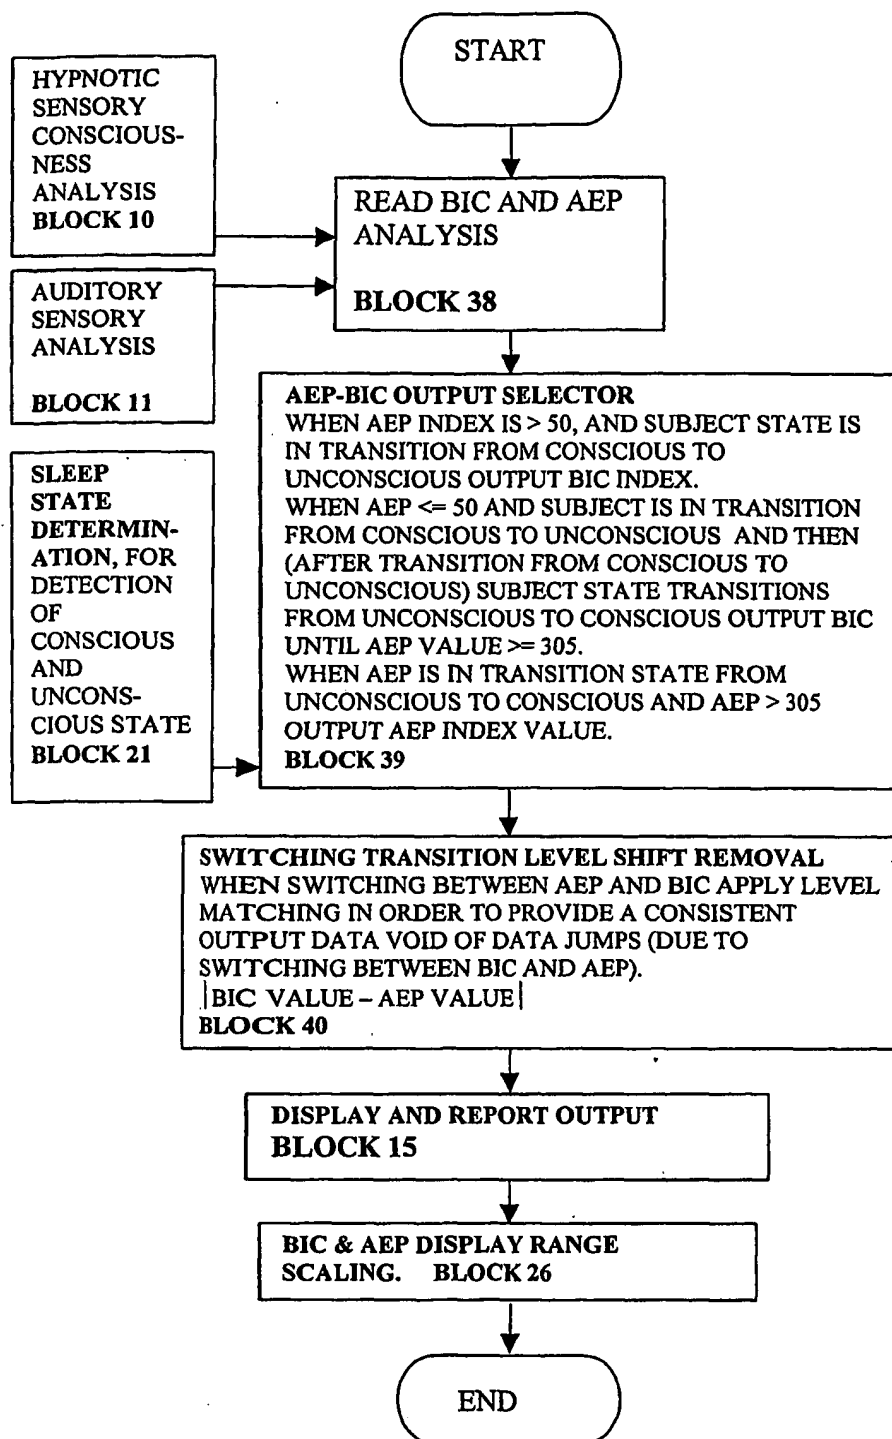 START
HYPNOTIC
SENSORY
CONSCIOUS-
NESS
ANALYSIS
BLOCK 10
READ BIC AND AEP
ANALYSIS
BLOCK 38
AUDITORY
SENSORY
ANALYSIS
BLOCK 11
AEP-BIC OUTPUT SELECTOR
WHEN AEP INDEX IS > 50, AND SUBJECT STATE IS
IN TRANSITION FROM CONSCIOUS TO
UNCONSCIOUS OUTPUT BIC INDEX.
WHEN AEP <= 50 AND SUBJECT IS IN TRANSITION
FROM CONSCIOUS TO UNCONSCIOUS AND THEN
(AFTER TRANSITION FROM CONSCIOUS TO
UNCONSCIOUS) SUBJECT STATE TRANSITIONS
FROM UNCONSCIOUS TO CONSCIOUS OUTPUT BIC
UNTIL AEP VALUE >= 305.
WHEN AEP IS IN TRANSITION STATE FROM
UNCONSCIOUS TO CONSCIOUS AND AEP > 305
OUTPUT AEP INDEX VALUE.
BLOCK 39
SLEEP
STATE
DETERMIN-
ATION, FOR
DETECTION
OF
CONSCIOUS
AND
UNCONS-
CIOUS STATE
BLOCK 21
SWITCHING TRANSITION LEVEL SHIFT REMOVAL
WHEN SWITCHING BETWEEN AEP AND BIC APPLY LEVEL
MATCHING IN ORDER TO PROVIDE A CONSISTENT
OUTPUT DATA VOID OF DATA JUMPS (DUE TO
SWITCHING BETWEEN BIC AND AEP).
|BIC VALUE – AEP VALUE|
BLOCK 40
DISPLAY AND REPORT OUTPUT
BLOCK 15
BIC & AEP DISPLAY RANGE
SCALING. BLOCK 26
END